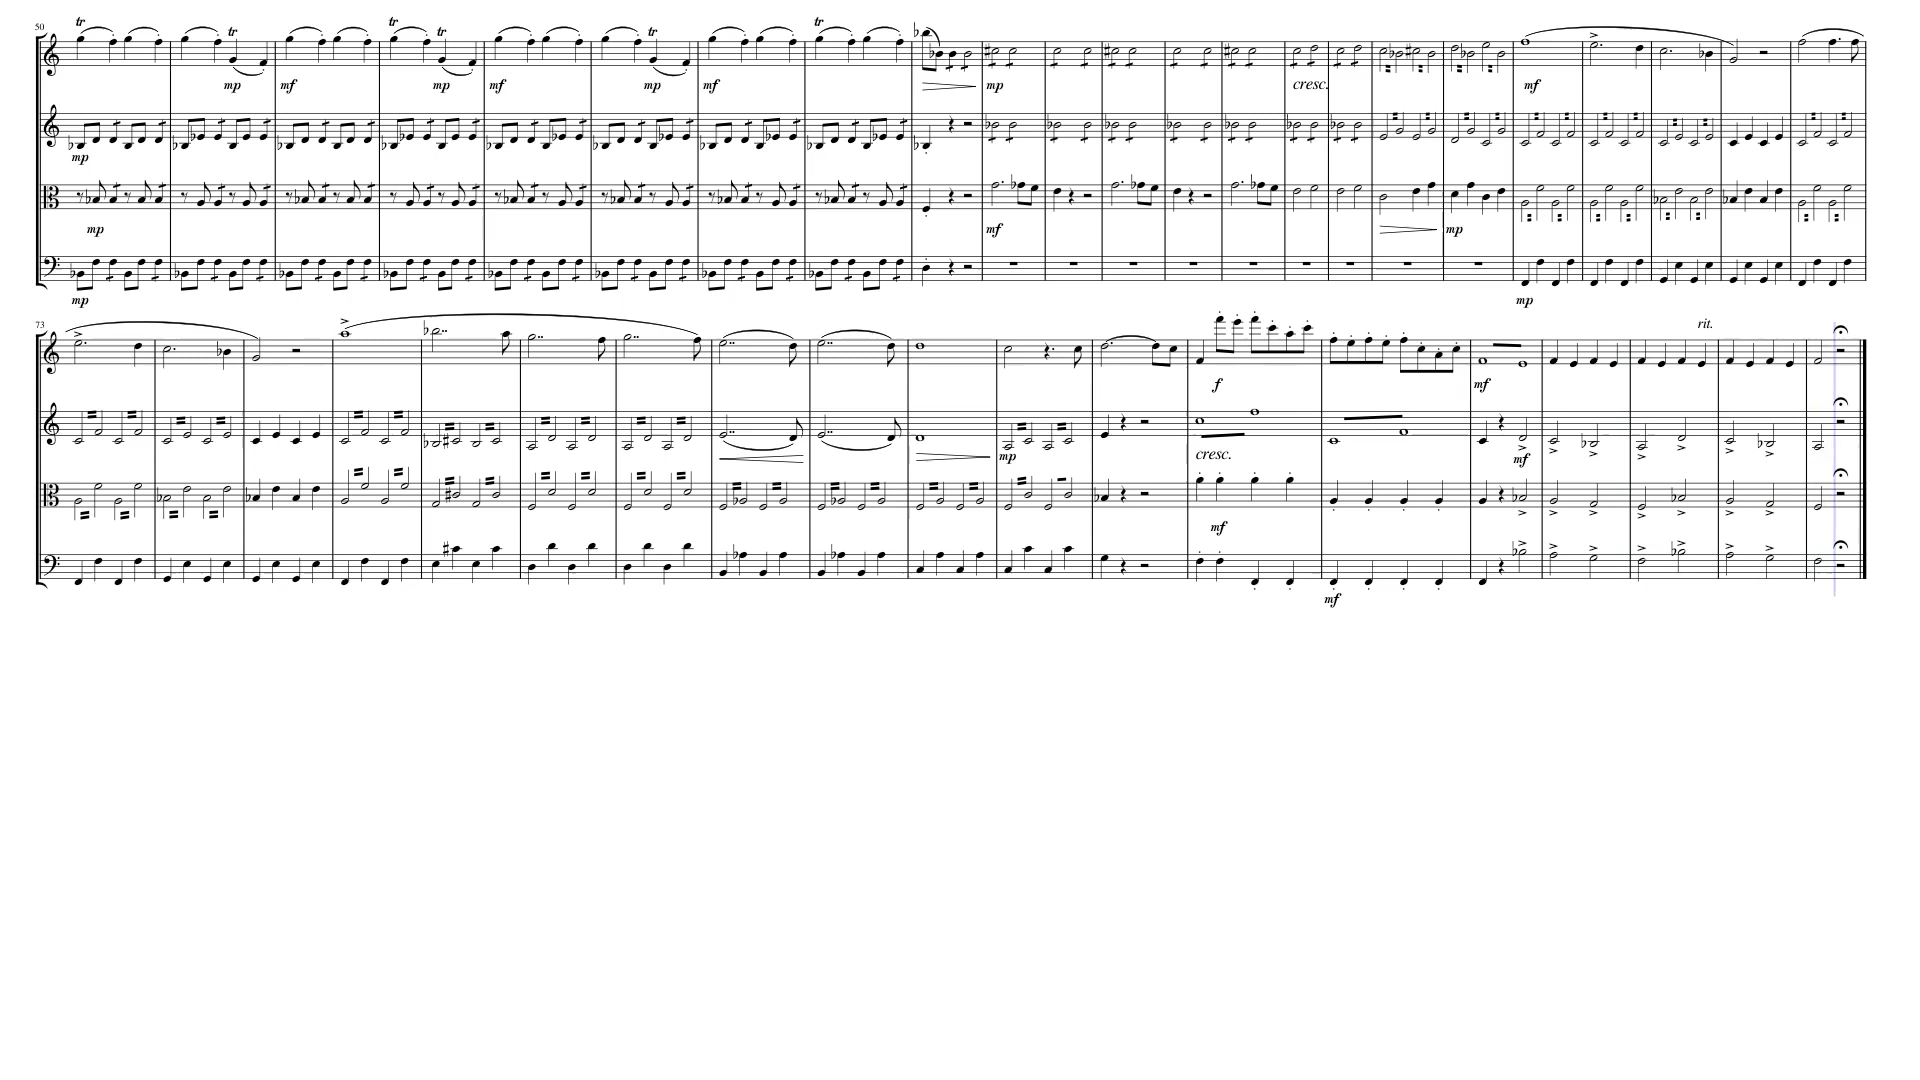 50
tr tr tr tr tr tr
mp mf mp mf mp mf mp cresc. mf
mp
mp mf mp
mp mp
73
rit.
f mf
mp cresc. mf
mf
mf